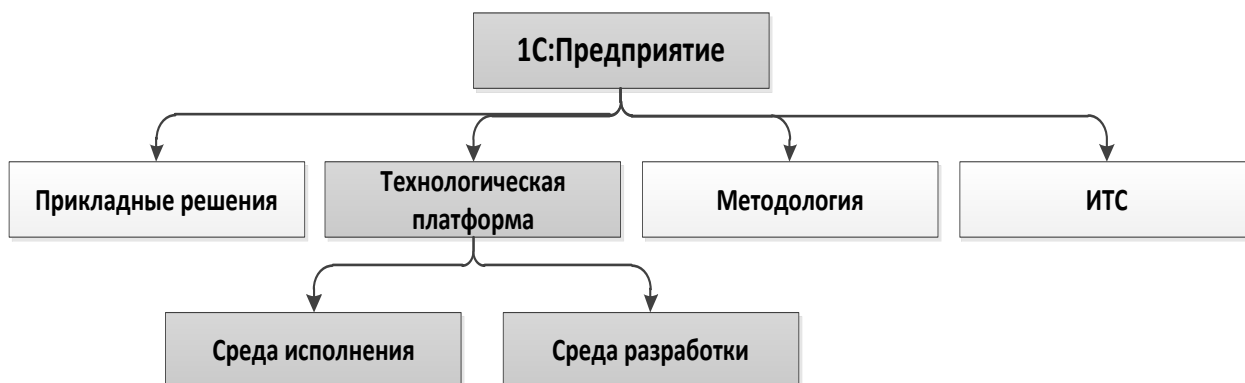 1С:Предприятие
Прикладные решения
Технологическая
платформа
Методология
ИТС
Среда исполнения
Среда разработки